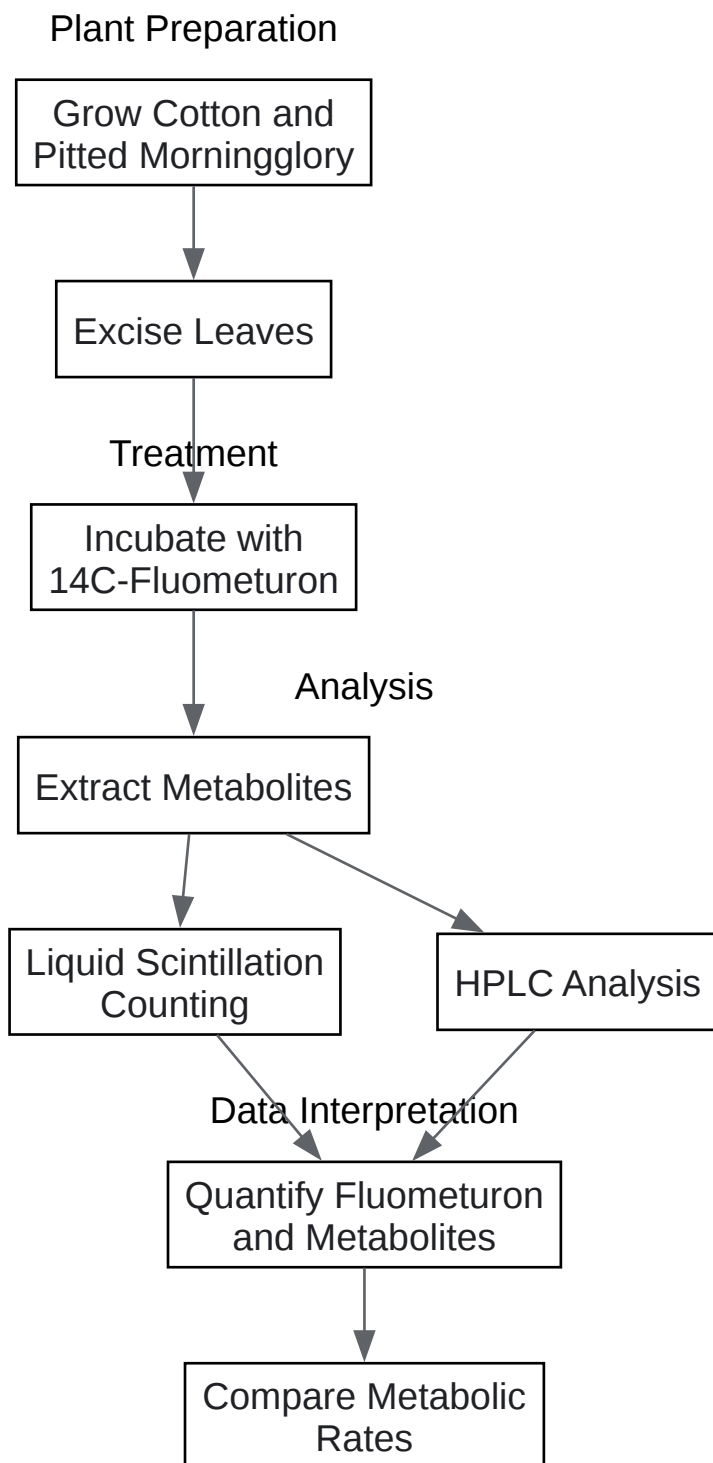 Plant Preparation
Grow Cotton and
Pitted Morningglory
Excise Leaves
Treatment
Incubate with
14C-Fluometuron
Analysis
Extract Metabolites
Liquid Scintillation
Counting
HPLC Analysis
Data Interpretation
Quantify Fluometuron
and Metabolites
Compare Metabolic
Rates